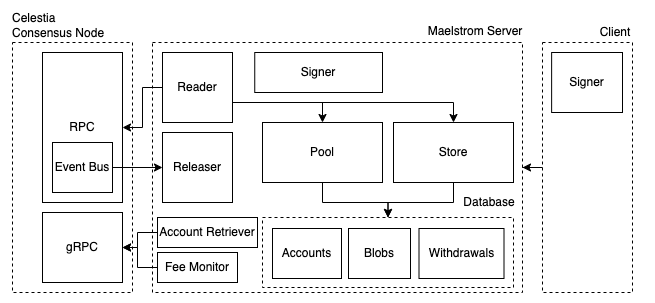 Celestia
Consensus Node
Maelstrom Server
Client
Reader
Signer
Signer
RPC
Event Bus
Releaser
Pool
Store
Database
gRPC
Account Retriever
Fee Monitor
Accounts
Blobs
Withdrawals